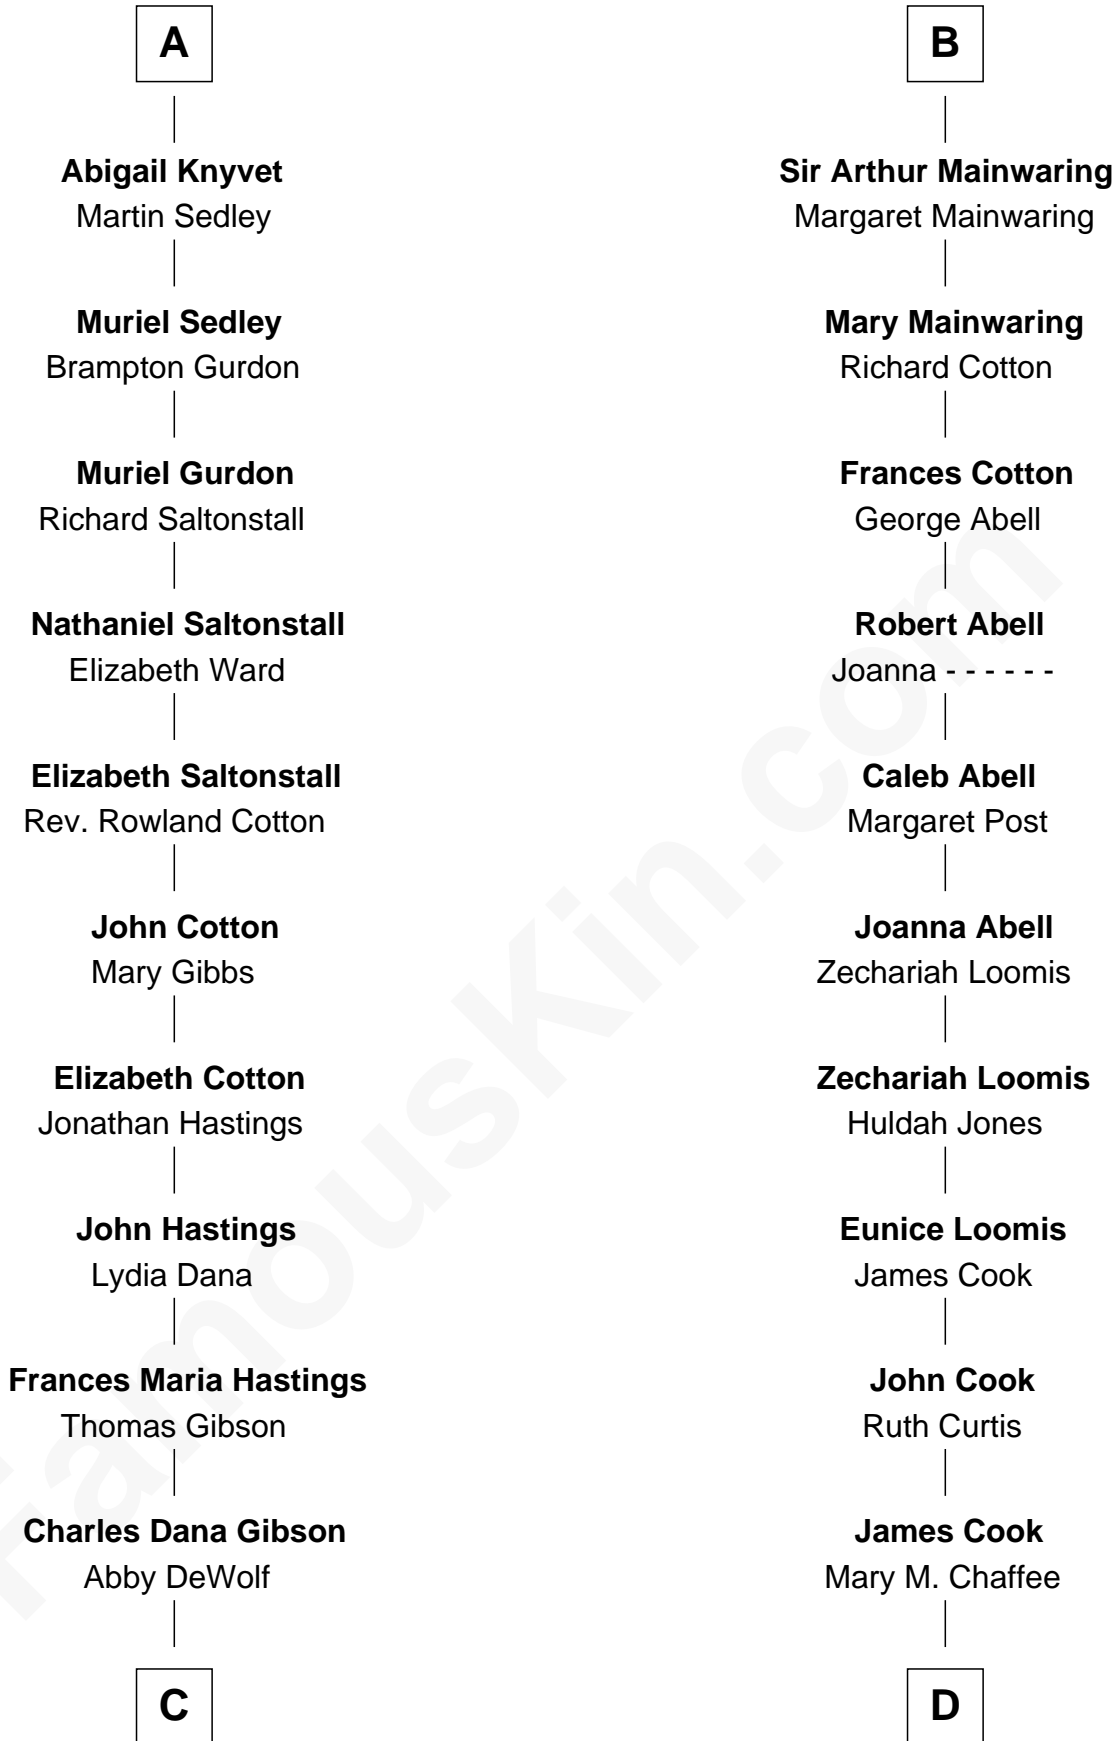 A
Abigail Knyvet
Martin Sedley
Muriel Sedley
Brampton Gurdon
Muriel Gurdon
Richard Saltonstall
Nathaniel Saltonstall
Elizabeth Ward
Elizabeth Saltonstall
Rev. Rowland Cotton
John Cotton
Mary Gibbs
Elizabeth Cotton
Jonathan Hastings
John Hastings
Lydia Dana
Frances Maria Hastings
Thomas Gibson
Charles Dana Gibson
Abby DeWolf
C
B
Sir Arthur Mainwaring
Margaret Mainwaring
Mary Mainwaring
Richard Cotton
Frances Cotton
George Abell
Robert Abell
Joanna - - - - - -
Caleb Abell
Margaret Post
Joanna Abell
Zechariah Loomis
Zechariah Loomis
Huldah Jones
Eunice Loomis
James Cook
John Cook
Ruth Curtis
James Cook
Mary M. Chaffee
D
FamousKin.com